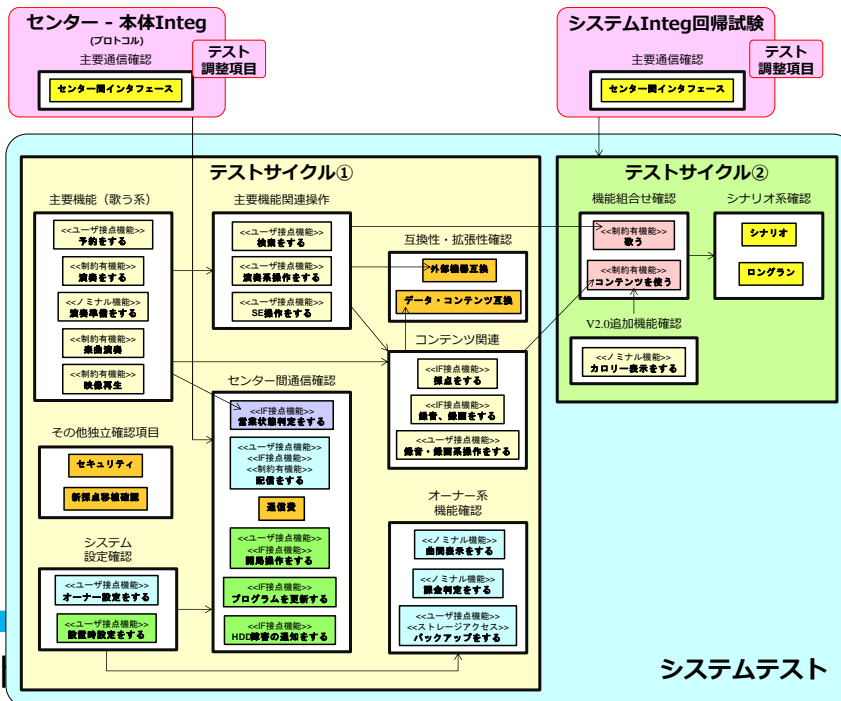 センター - 本体Integ
(プロトコル)
テスト
調整項目
主要通信確認
センター間インタフェース
システムInteg回帰試験
テスト
調整項目
主要通信確認
センター間インタフェース
テストサイクル①
主要機能（歌う系）
<<ユーザ接点機能>>
予約をする
<<制約有機能>>
演奏をする
<<ノミナル機能>>
演奏準備をする
<<制約有機能>>
楽曲演奏
<<制約有機能>>
映像再生
主要機能関連操作
<<ユーザ接点機能>>
検索をする
<<ユーザ接点機能>>
演奏系操作をする
<<ユーザ接点機能>>
SE操作をする
互換性・拡張性確認
外部機器互換
データ・コンテンツ互換
コンテンツ関連
<<IF接点機能>>
採点をする
<<IF接点機能>>
録音、録画をする
<<ユーザ接点機能>>
録音・録画系操作をする
センター間通信確認
<<IF接点機能>>
営業状態判定をする
<<ユーザ接点機能>>
<<IF接点機能>>
<<制約有機能>>
配信をする
通信費
<<ユーザ接点機能>>
<<IF接点機能>>
開局操作をする
<<IF接点機能>>
プログラムを更新する
<<IF接点機能>>
HDD障害の通知をする
その他独立確認項目
セキュリティ
新採点移植確認
システム
設定確認
<<ユーザ接点機能>>
オーナー設定をする
<<ユーザ接点機能>>
設置時設定をする
オーナー系
機能確認
<<ノミナル機能>>
曲間表示をする
<<ノミナル機能>>
課金判定をする
<<ユーザ接点機能>>
<<ストレージアクセス>>
バックアップをする
テストサイクル②
機能組合せ確認
<<制約有機能>>
歌う
<<制約有機能>>
コンテンツを使う
シナリオ系確認
シナリオ
ロングラン
V2.0追加機能確認
<<ノミナル機能>>
カロリー表示をする
システムテスト